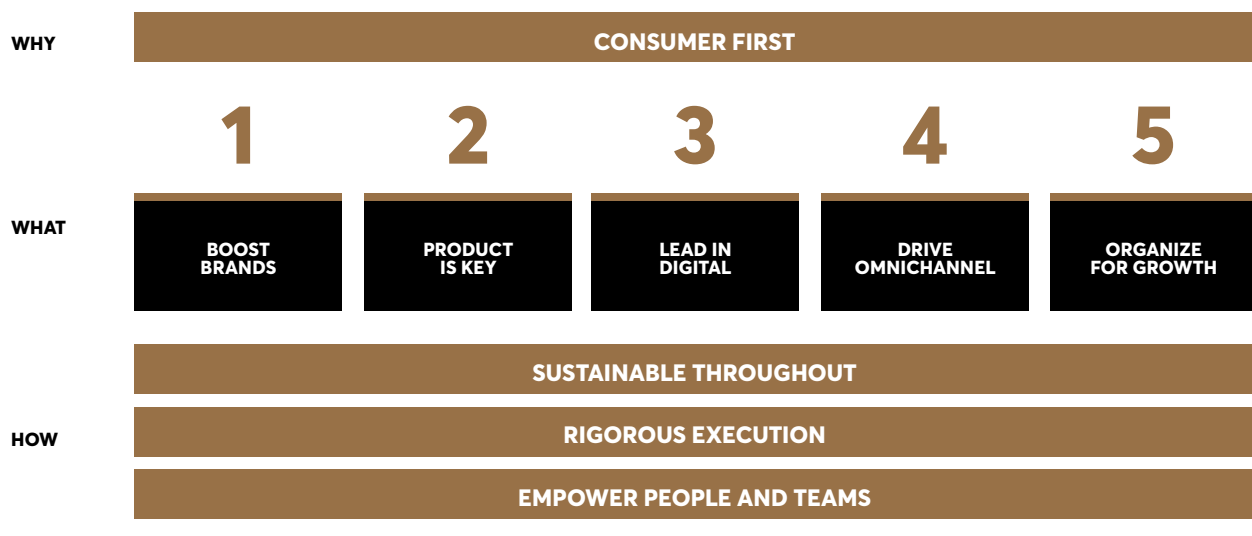 WHY
CONSUMER FIRST
1
2
3
4
5
WHAT
BOOST
BRANDS
PRODUCT
IS KEY
LEAD IN
DIGITAL
DRIVE
OMNICHANNEL
ORGANIZE
FOR GROWTH
HOW
SUSTAINABLE THROUGHOUT
RIGOROUS EXECUTION
EMPOWER PEOPLE AND TEAMS